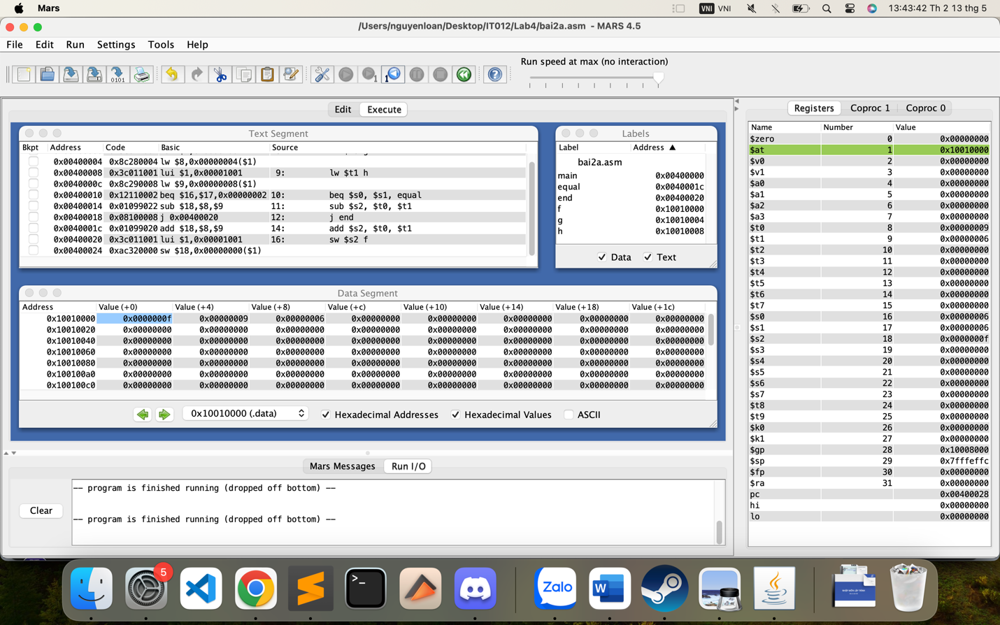 Mars VNI VNI 13:43:42 Th 2 13 thg 5
/Users/nguyenloan/Desktop/IT012/Lab4/bai2a.asm - MARS 4.5
File Edit Run Settings Tools Help
Run speed at max (no interaction)
Edit Execute
Text Segment
Bkpt Address Code Basic Source
0x00400004 0x8c280004 lw $8,0x00000004($1)
0x00400008 0x3c011001 lui $1,0x00001001 9: lw $t1 h
0x0040000c 0x8c290008 lw $9,0x00000008($1)
0x00400010 0x12110002 beq $16,$17,0x00000002 10: beq $s0, $s1, equal
0x00400014 0x01099022 sub $18,$8,$9 11: sub $s2, $t0, $t1
0x00400018 0x08100008 j 0x00400020 12: j end
0x0040001c 0x01099020 add $18,$8,$9 14: add $s2, $t0, $t1
0x00400020 0x3c011001 lui $1,0x00001001 16: sw $s2 f
0x00400024 0xac320000 sw $18,0x00000000($1)
Labels
Label Address ▲
bai2a.asm
main 0x00400000
equal 0x0040001c
end 0x00400020
f 0x10010000
g 0x10010004
h 0x10010008
Data Text
Data Segment
Address Value (+0) Value (+4) Value (+8) Value (+c) Value (+10) Value (+14) Value (+18) Value (+1c)
0x10010000 0x0000000f 0x00000009 0x00000006 0x00000000 0x00000000 0x00000000 0x00000000 0x00000000
0x10010020 0x00000000 0x00000000 0x00000000 0x00000000 0x00000000 0x00000000 0x00000000 0x00000000
0x10010040 0x00000000 0x00000000 0x00000000 0x00000000 0x00000000 0x00000000 0x00000000 0x00000000
0x10010060 0x00000000 0x00000000 0x00000000 0x00000000 0x00000000 0x00000000 0x00000000 0x00000000
0x10010080 0x00000000 0x00000000 0x00000000 0x00000000 0x00000000 0x00000000 0x00000000 0x00000000
0x100100a0 0x00000000 0x00000000 0x00000000 0x00000000 0x00000000 0x00000000 0x00000000 0x00000000
0x100100c0 0x00000000 0x00000000 0x00000000 0x00000000 0x00000000 0x00000000 0x00000000 0x00000000
0x10010000 (.data) Hexadecimal Addresses Hexadecimal Values ASCII
Mars Messages Run I/O
-- program is finished running (dropped off bottom) --
-- program is finished running (dropped off bottom) --
Clear
Registers Coproc 1 Coproc 0
Name Number Value
$zero 0 0x00000000
$at 1 0x10010000
$v0 2 0x00000000
$v1 3 0x00000000
$a0 4 0x00000000
$a1 5 0x00000000
$a2 6 0x00000000
$a3 7 0x00000000
$t0 8 0x00000009
$t1 9 0x00000006
$t2 10 0x00000000
$t3 11 0x00000000
$t4 12 0x00000000
$t5 13 0x00000000
$t6 14 0x00000000
$t7 15 0x00000000
$s0 16 0x00000006
$s1 17 0x00000006
$s2 18 0x0000000f
$s3 19 0x00000000
$s4 20 0x00000000
$s5 21 0x00000000
$s6 22 0x00000000
$s7 23 0x00000000
$t8 24 0x00000000
$t9 25 0x00000000
$k0 26 0x00000000
$k1 27 0x00000000
$gp 28 0x10008000
$sp 29 0x7fffeffc
$fp 30 0x00000000
$ra 31 0x00000000
pc 0x00400028
hi 0x00000000
lo 0x00000000
5
Zalo
W